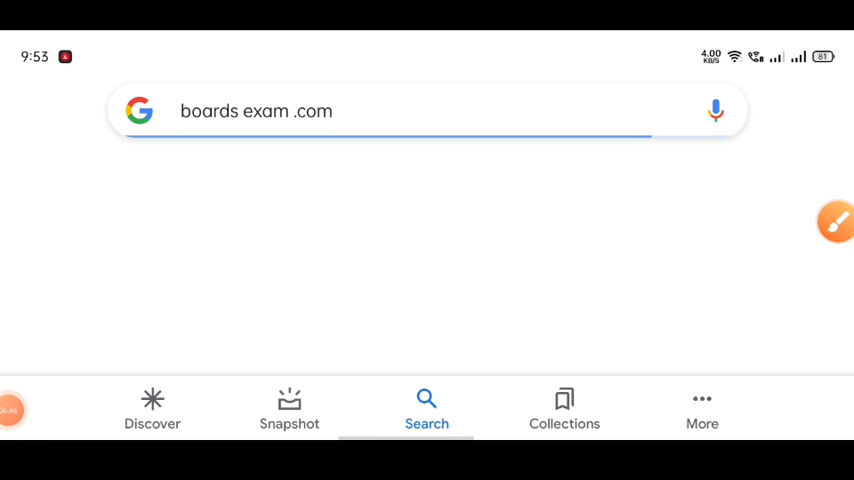 9:53
4.00
KB/S
81
boards exam .com
06:46
Discover
Snapshot
Search
Collections
More